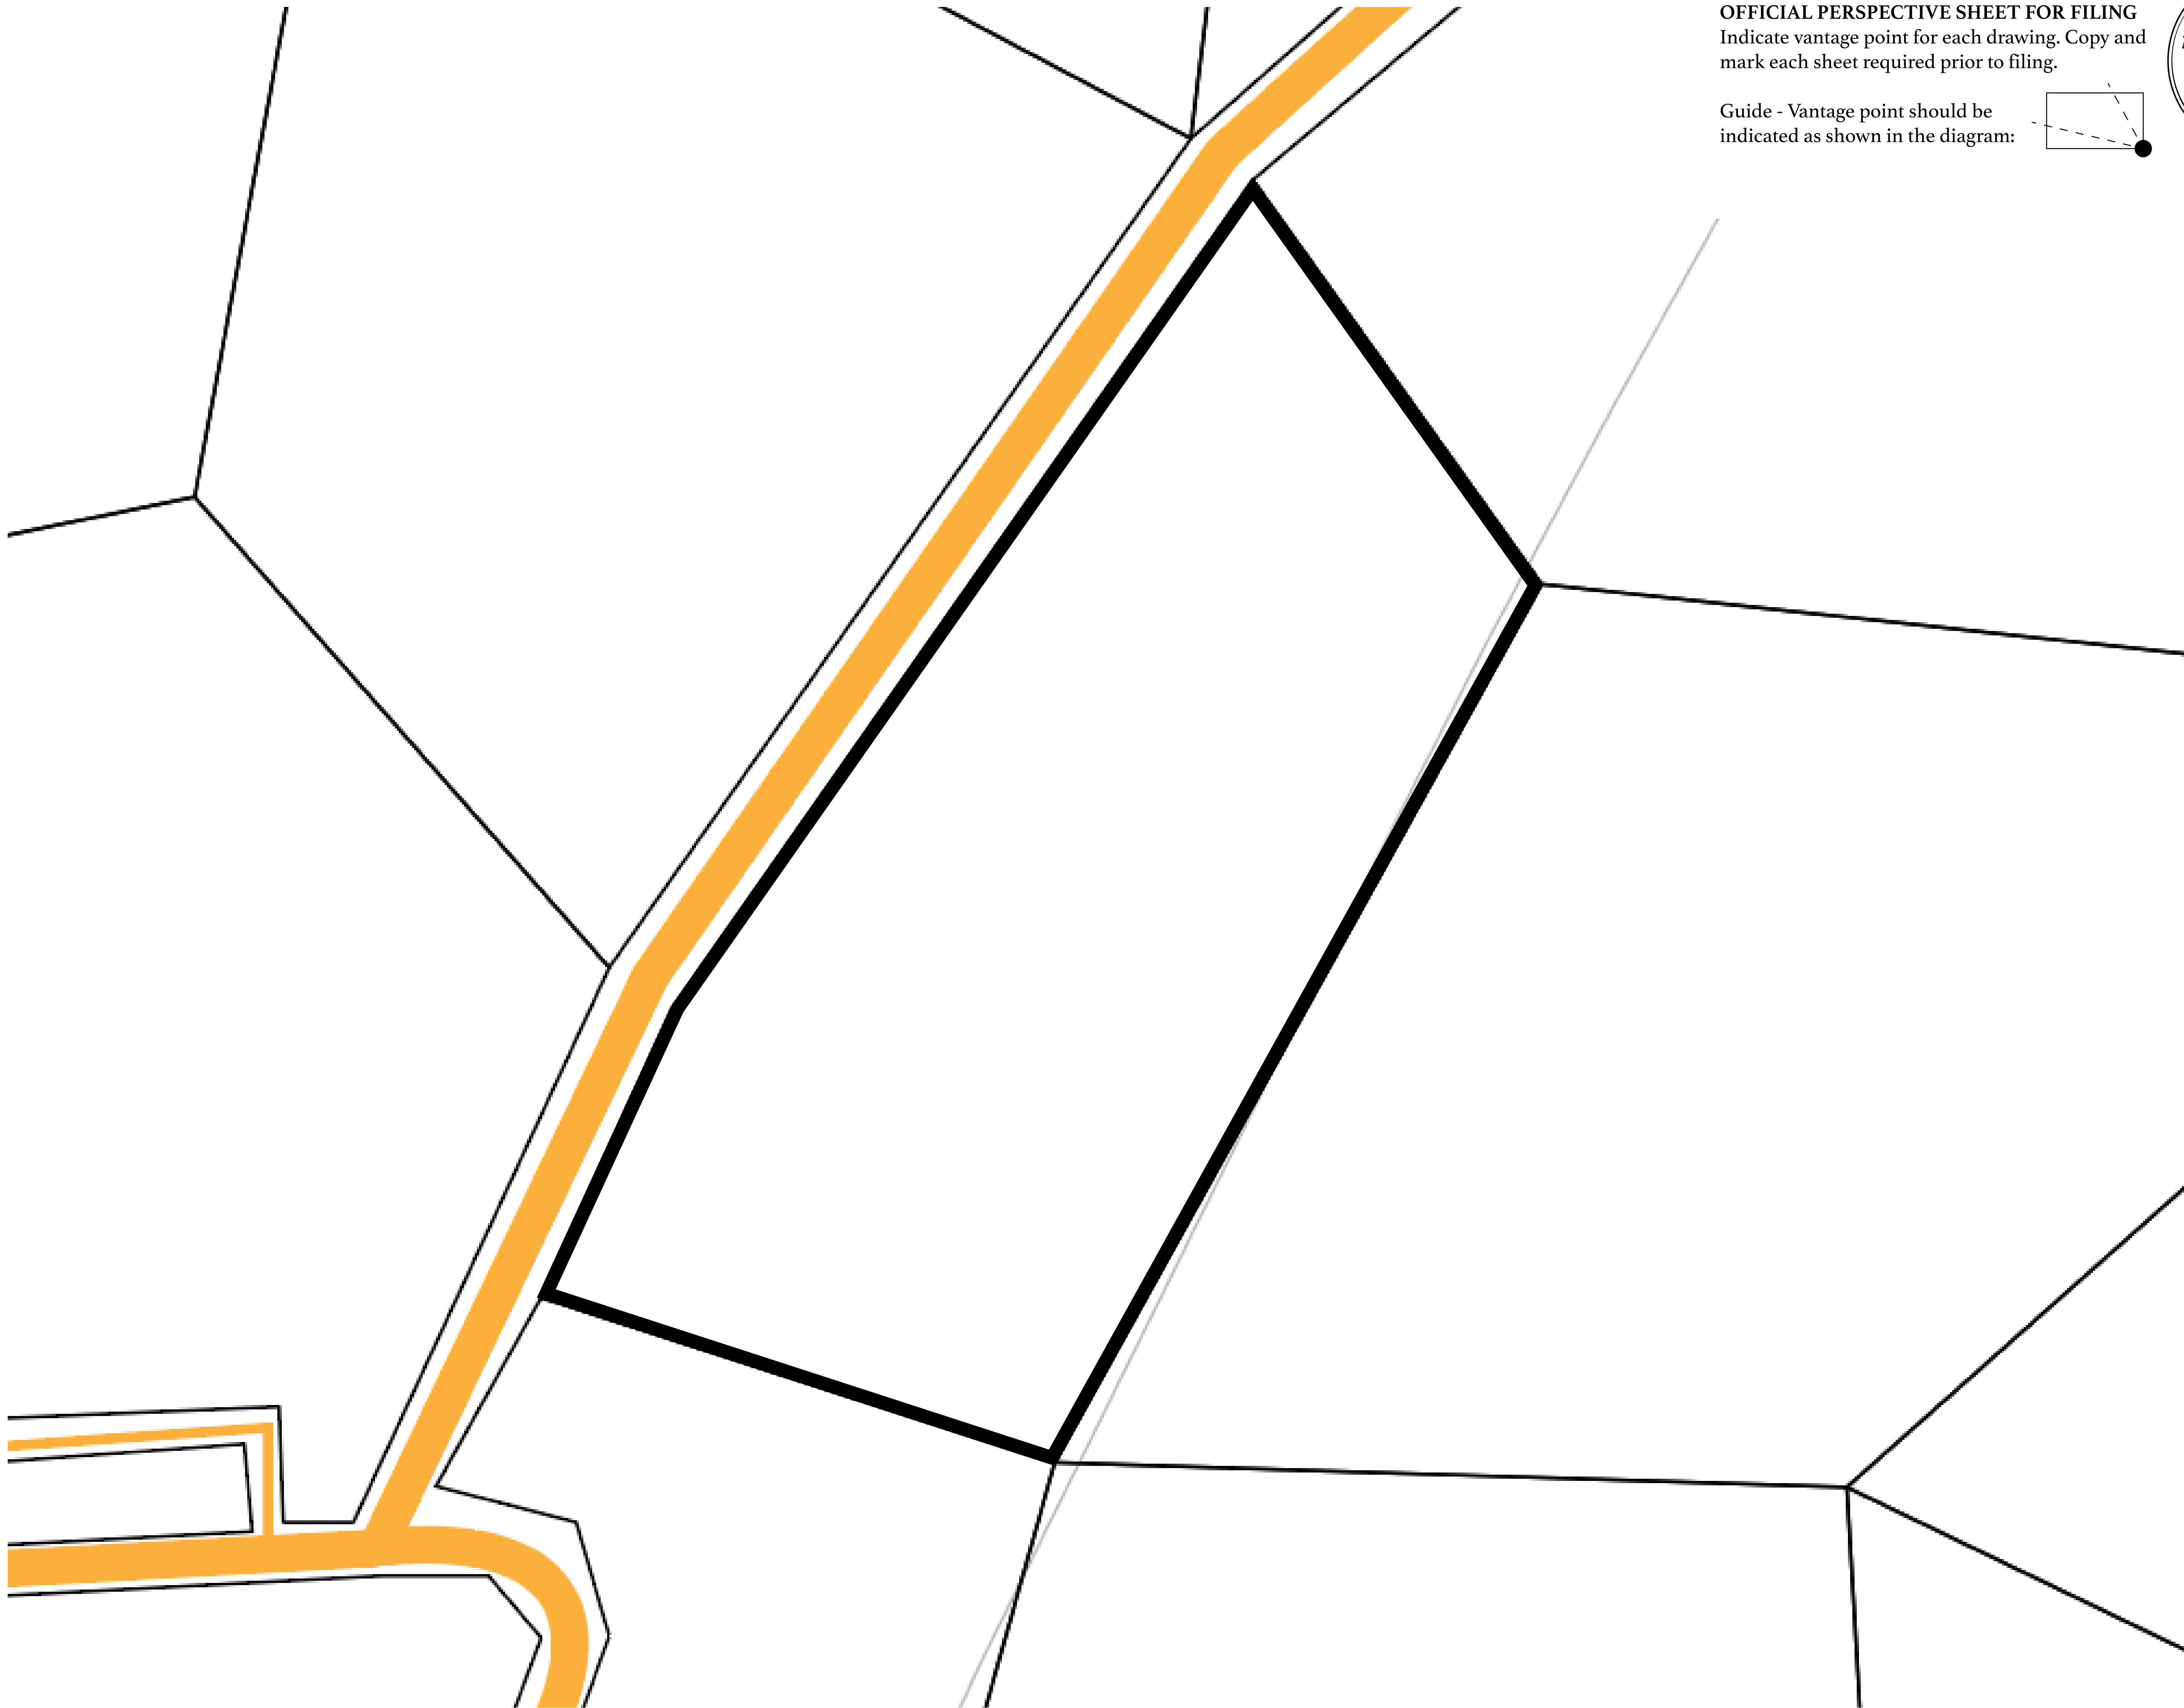 OFFICIAL PERSPECTIVE SHEET FOR FILING
Indicate vantage point for each drawing. Copy and
mark each sheet required prior to filing.
Guide - Vantage point should be
indicated as shown in the diagram: